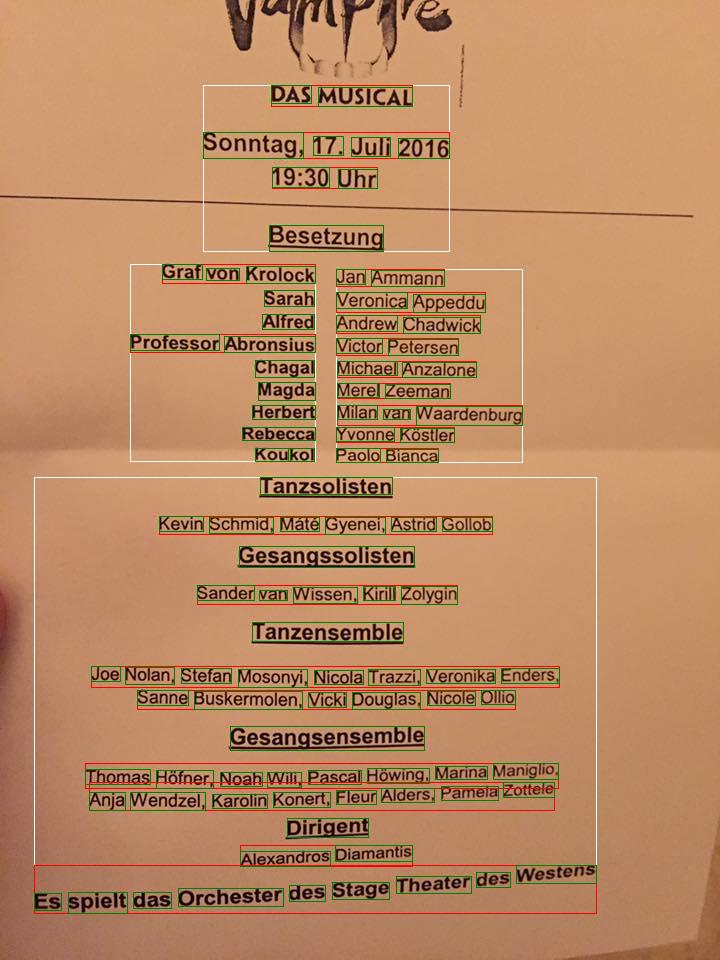 Vampire
DAS MUSICAL
Sonntag, 17. Juli 2016
19:30 Uhr
Besetzung
Graf von Krolock Jan Ammann
Sarah Veronica Appeddu
Alfred Andrew Chadwick
Professor Abronsius Victor Petersen
Chagal Michael Anzalone
Magda Merel Zeeman
Herbert Milan van Waardenburg
Rebecca Yvonne Köstler
Koukol Paolo Bianca
Tanzsolisten
Kevin Schmid, Máté Gyenei, Astrid Gollob
Gesangssolisten
Sander van Wissen, Kirill Zolygin
Tanzensemble
Joe Nolan, Stefan Mosonyi, Nicola Trazzi, Veronika Enders,
Sanne Buskermolen, Vicki Douglas, Nicole Ollio
Gesangsensemble
Thomas Höfner, Noah Will, Pascal Höwing, Marina Maniglio,
Anja Wendzel, Karolin Konert, Fleur Alders, Pamela Zottele
Dirigent
Alexandros Diamantis
Es spielt das Orchester des Stage Theater des Westens